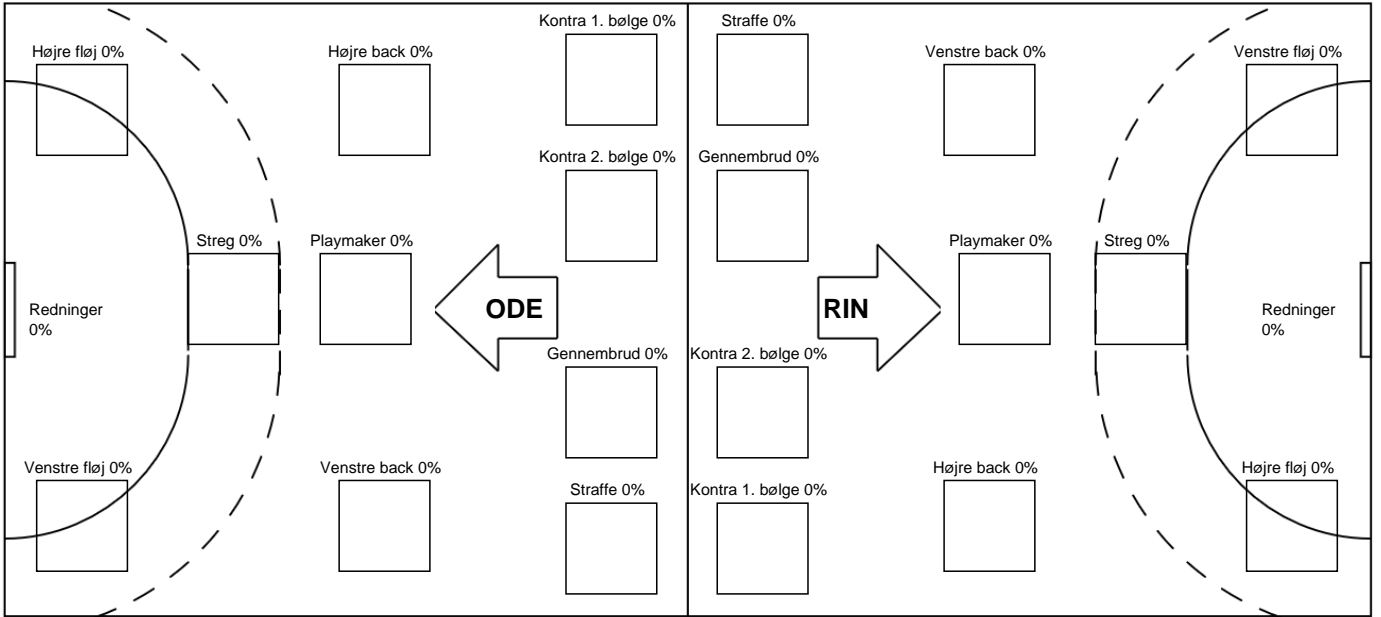 Kontra 1. bølge 0%
Straffe 0%
Højre fløj 0%
Højre back 0%
Venstre back 0%
Venstre fløj 0%
Kontra 2. bølge 0%
Gennembrud 0%
Streg 0%
Playmaker 0%
Playmaker 0%
Streg 0%
Redninger
0%
ODE
RIN
Redninger
0%
Gennembrud 0%
Kontra 2. bølge 0%
Venstre fløj 0%
Venstre back 0%
Højre back 0%
Højre fløj 0%
Straffe 0%
Kontra 1. bølge 0%